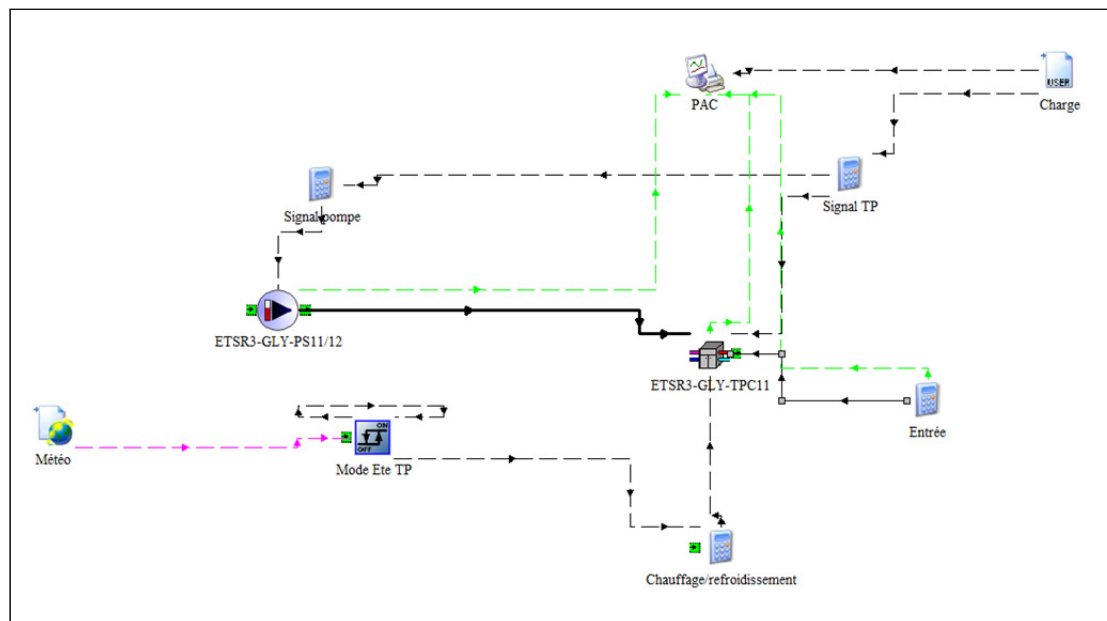 PAC
USER
Charge
Signal pompe
Signal TP
ETSR3-GLY-PS11/12
ETSR3-GLY-TPC11
Entrée
Météo
ON
OFF
Mode Ete TP
Chauffage/refroidissement